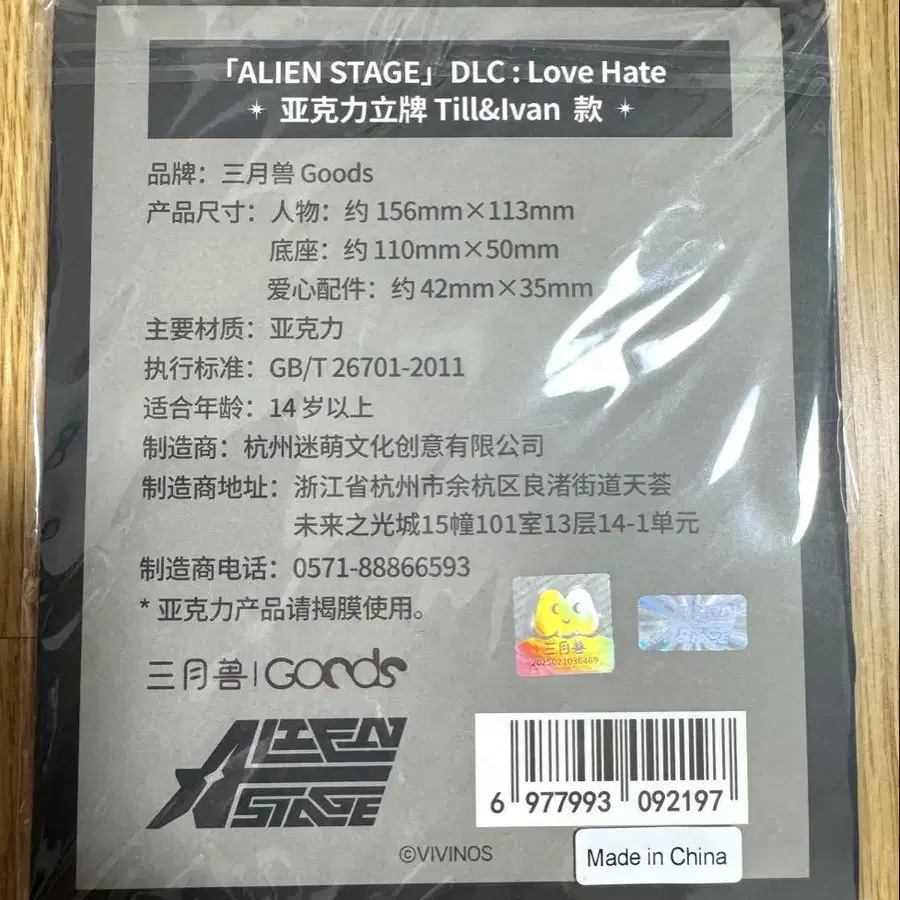 「ALIEN STAGE」DLC : Love Hate
亚克力立牌 Till&Ivan 款
品牌：三月兽 Goods
产品尺寸：人物：约 156mm×113mm
底座：约 110mm×50mm
爱心配件：约 42mm×35mm
主要材质：亚克力
执行标准：GB/T 26701-2011
适合年龄：14 岁以上
制造商：杭州迷萌文化创意有限公司
制造商地址：浙江省杭州市余杭区良渚街道天荟
未来之光城15幢101室13层14-1单元
制造商电话：0571-88866593
* 亚克力产品请揭膜使用。
三月兽
2025021036469
三月兽|Goods
ALIEN STAGE
6 977993 092197
©VIVINOS
Made in China